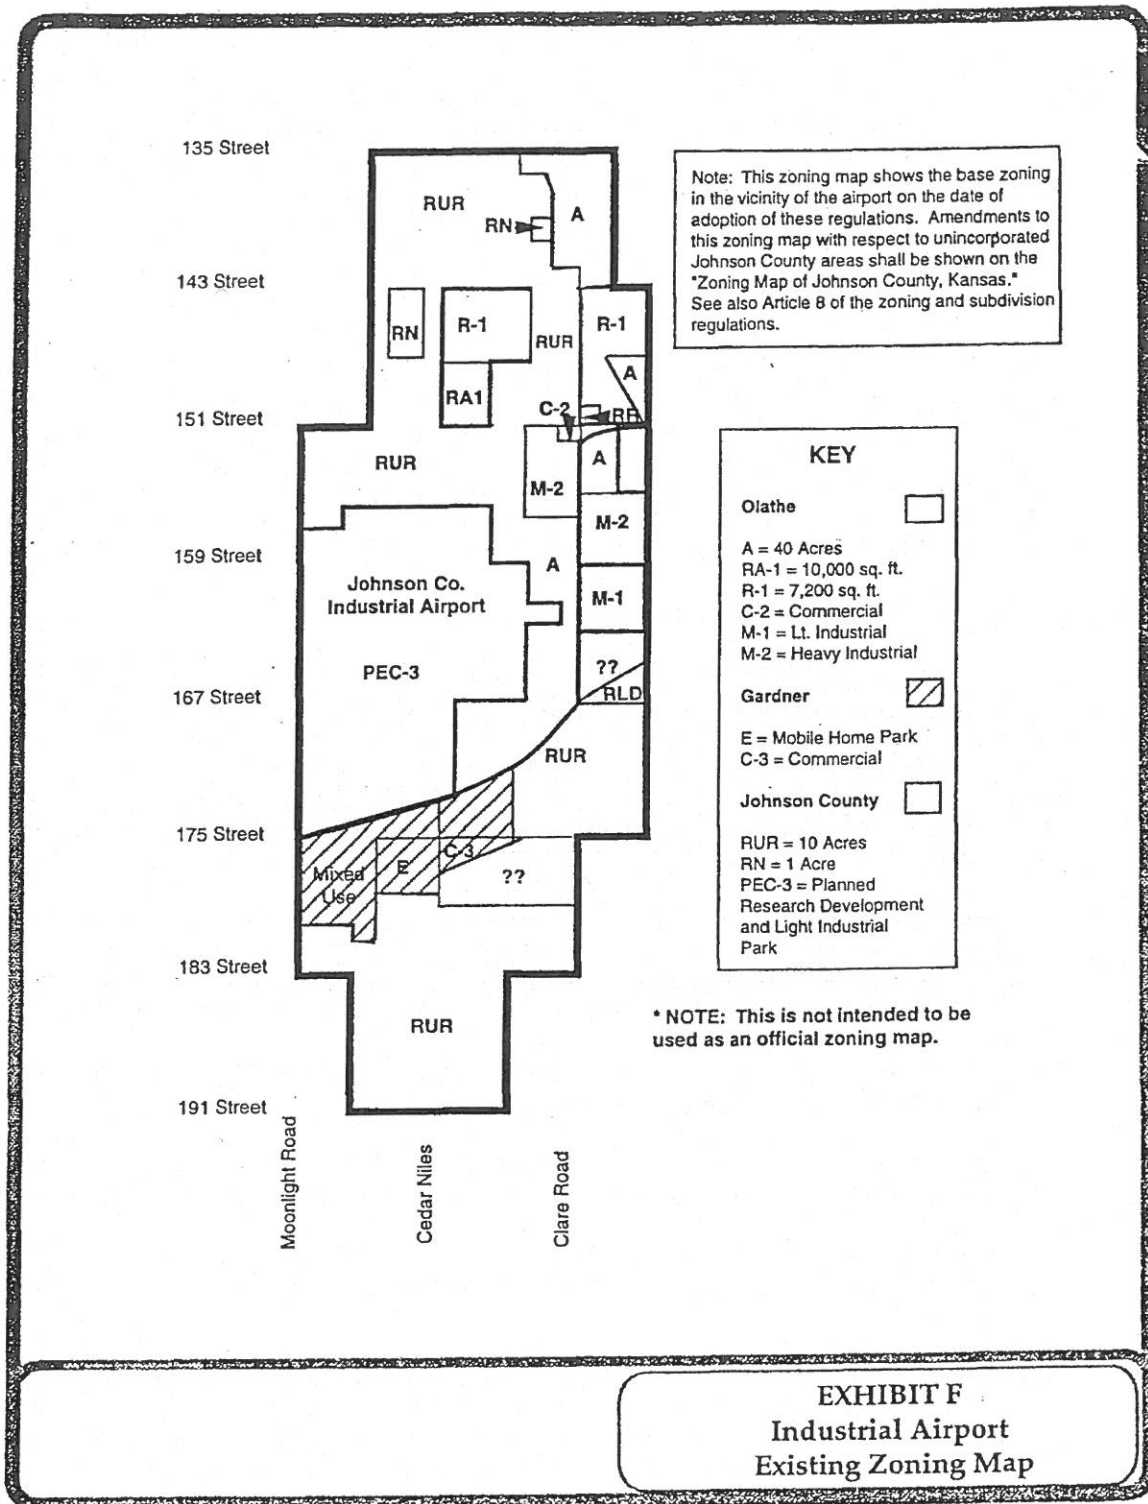 135 Street
RUR
A
RN
143 Street
RN
R-1
RUR
R-1
A
RA1
C-2
RR
151 Street
RUR
A
M-2
M-2
159 Street
A
Johnson Co.
Industrial Airport
M-1
PEC-3
??
167 Street
RLD
RUR
175 Street
C-3
E
Mixed
Use
??
183 Street
RUR
191 Street
Moonlight Road
Cedar Niles
Clare Road
Note: This zoning map shows the base zoning
in the vicinity of the airport on the date of
adoption of these regulations. Amendments to
this zoning map with respect to unincorporated
Johnson County areas shall be shown on the
"Zoning Map of Johnson County, Kansas."
See also Article 8 of the zoning and subdivision
regulations.
KEY
Olathe
A = 40 Acres
RA-1 = 10,000 sq. ft.
R-1 = 7,200 sq. ft.
C-2 = Commercial
M-1 = Lt. Industrial
M-2 = Heavy Industrial
Gardner
E = Mobile Home Park
C-3 = Commercial
Johnson County
RUR = 10 Acres
RN = 1 Acre
PEC-3 = Planned
Research Development
and Light Industrial
Park
* NOTE: This is not intended to be
used as an official zoning map.
EXHIBIT F
Industrial Airport
Existing Zoning Map